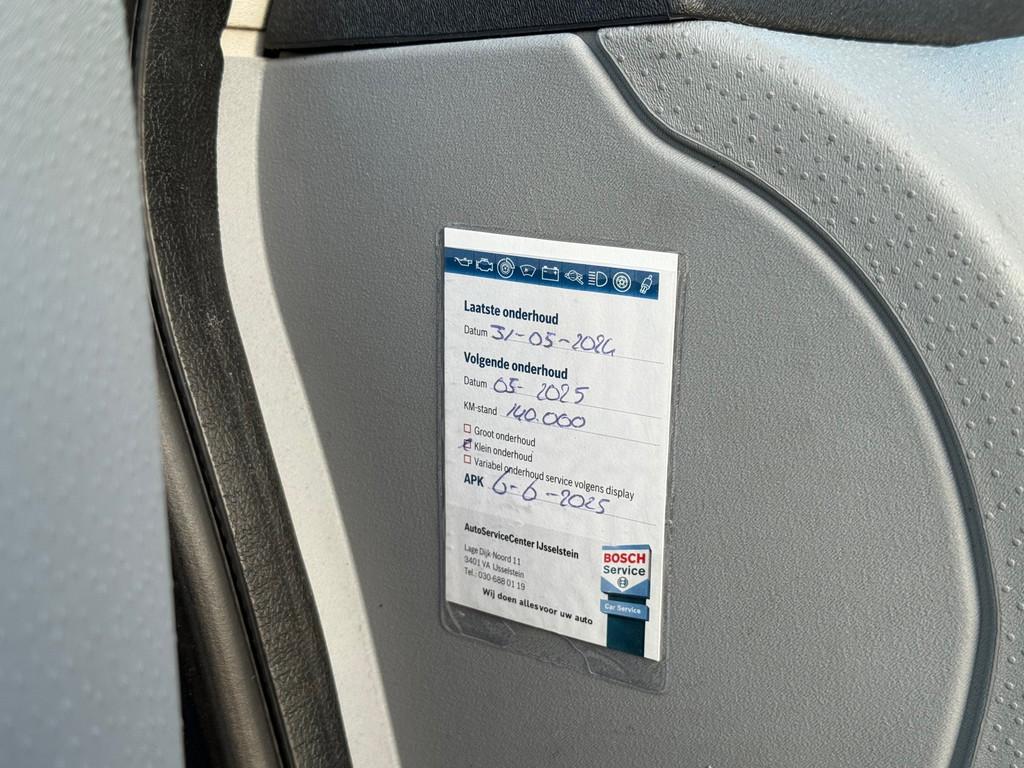 Laatste onderhoud
Datum 31-05-2024
Volgende onderhoud
Datum 05-2025
KM-stand 140.000
Groot onderhoud
Klein onderhoud
Variabel onderhoud service volgens display
APK 6-6-2025
AutoServiceCenter IJsselstein
Lage Dijk Noord 11
3401 VA IJsselstein
Tel.: 030-688 01 19
Wij doen alles voor uw auto
BOSCH
Service
Car Service